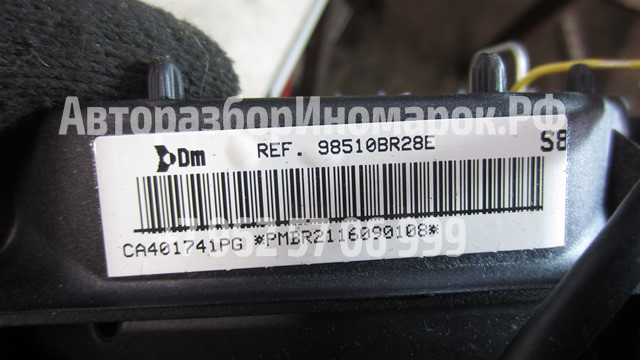 АвторазборИномарок.РФ
Dm REF. 98510BR28E S8
CA401741PG *PMBR2116090108*